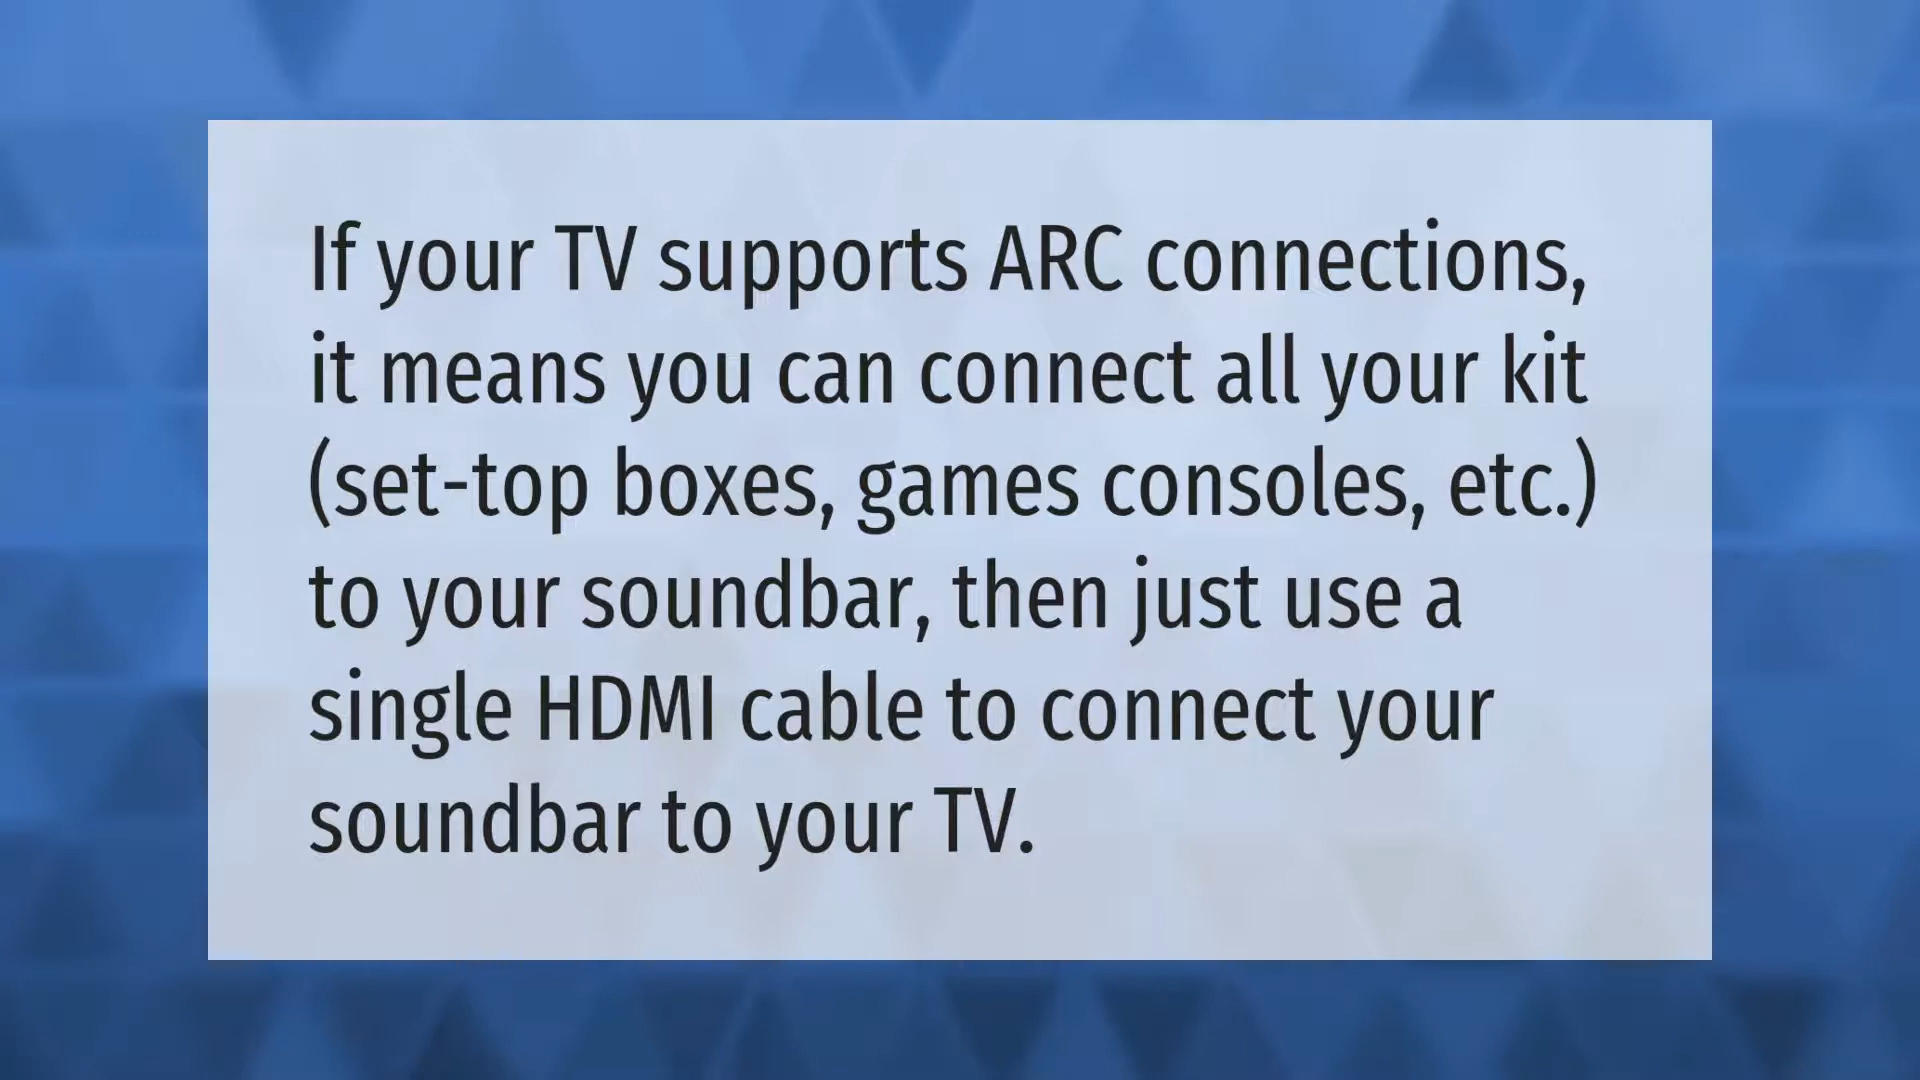 If your TV supports ARC connections,
it means you can connect all your kit
(set-top boxes, games consoles, etc.)
to your soundbar, then just use a
single HDMI cable to connect your
soundbar to your TV.